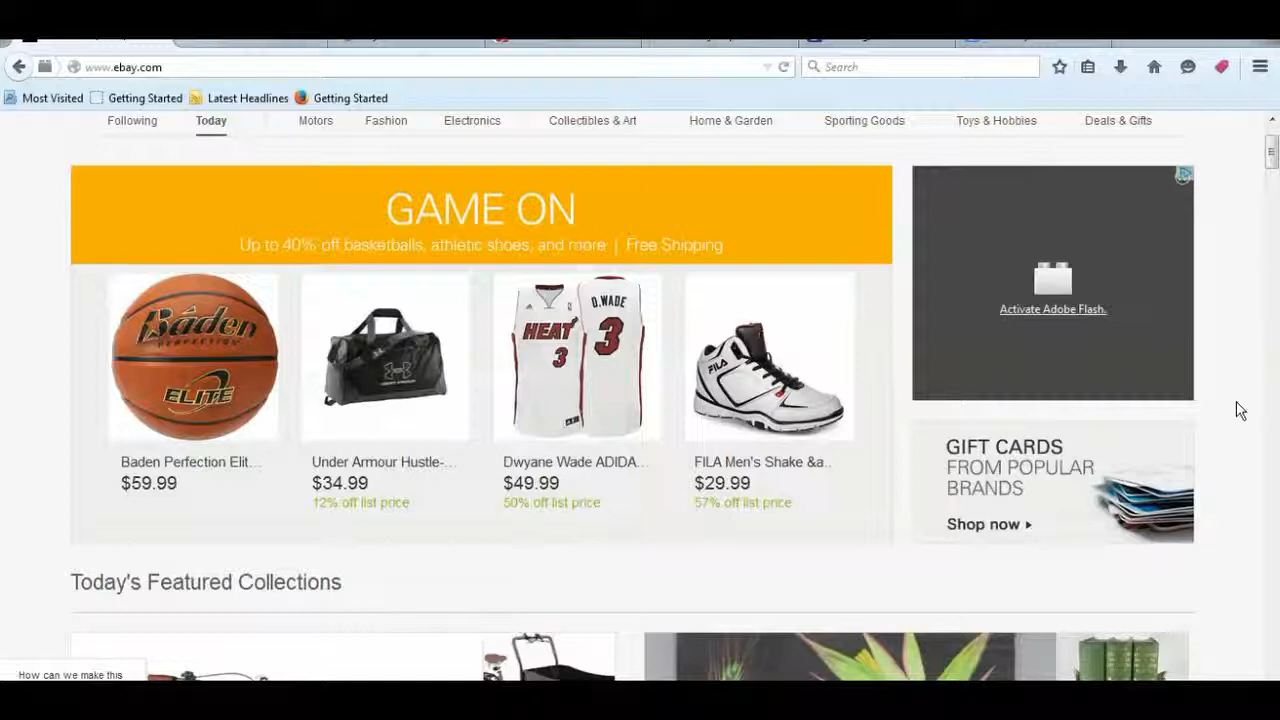 www.ebay.com
Search
Most Visited
Getting Started
Latest Headlines
Getting Started
Following
Today
Motors
Fashion
Electronics
Collectibles & Art
Home & Garden
Sporting Goods
Toys & Hobbies
Deals & Gifts
GAME ON
Up to 40% off basketballs, athletic shoes, and more | Free Shipping
Baden
PERFECTION
ELITE
D.WADE
3
HEAT
3
FILA
Activate Adobe Flash.
Baden Perfection Elit...
$59.99
Under Armour Hustle-...
$34.99
12% off list price
Dwyane Wade ADIDA...
$49.99
50% off list price
FILA Men's Shake &a..
$29.99
57% off list price
GIFT CARDS
FROM POPULAR
BRANDS
Shop now
Today's Featured Collections
How can we make this